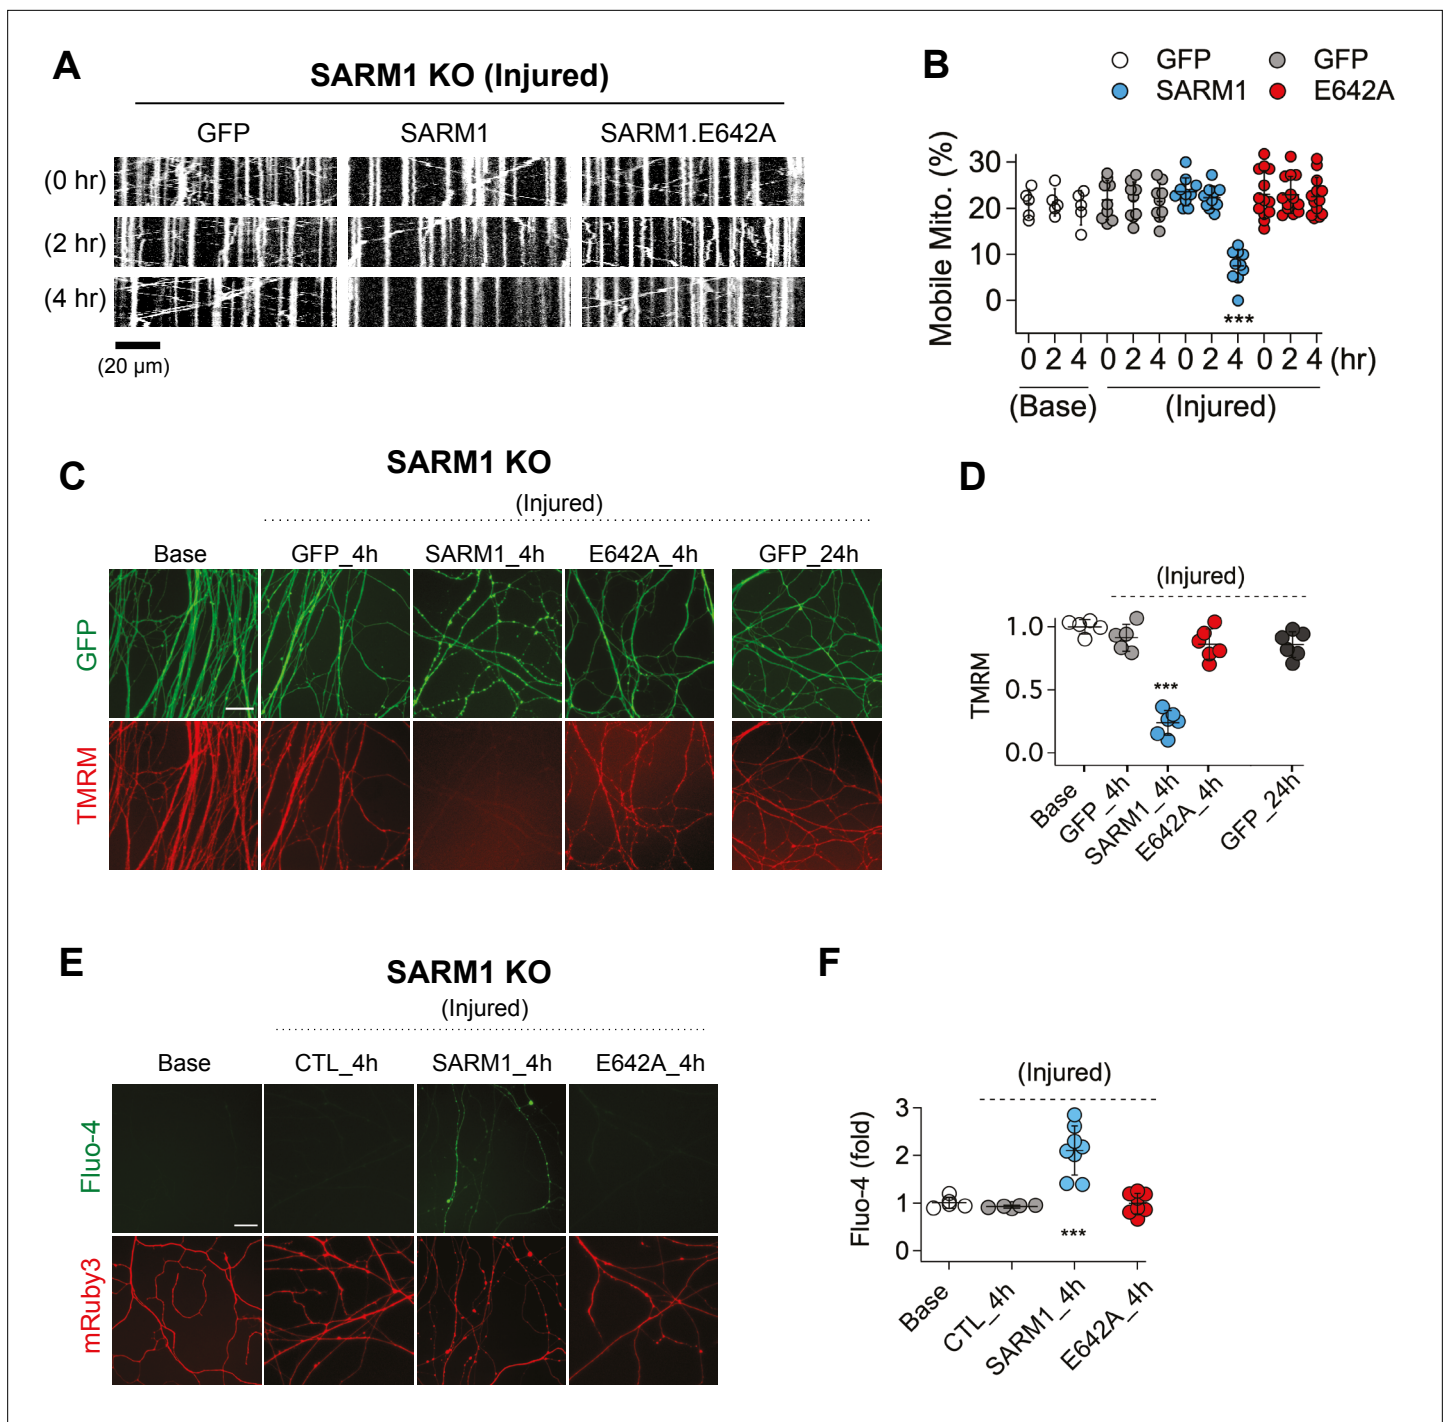 A
SARM1 KO (Injured)
GFP SARM1 SARM1.E642A
(0 hr)
(2 hr)
(4 hr)
(20 µm)
B
GFP GFP
SARM1 E642A
Mobile Mito. (%)
30
20
10
0
***
0 2 4 0 2 4 0 2 4 0 2 4 (hr)
(Base) (Injured)
C
SARM1 KO
(Injured)
Base GFP_4h SARM1_4h E642A_4h GFP_24h
GFP
TMRM
D
(Injured)
TMRM
1.0
0.5
0.0
***
Base GFP_4h SARM1_4h E642A_4h GFP_24h
E
SARM1 KO
(Injured)
Base CTL_4h SARM1_4h E642A_4h
Fluo-4
mRuby3
F
(Injured)
Fluo-4 (fold)
3
2
1
0
***
Base CTL_4h SARM1_4h E642A_4h